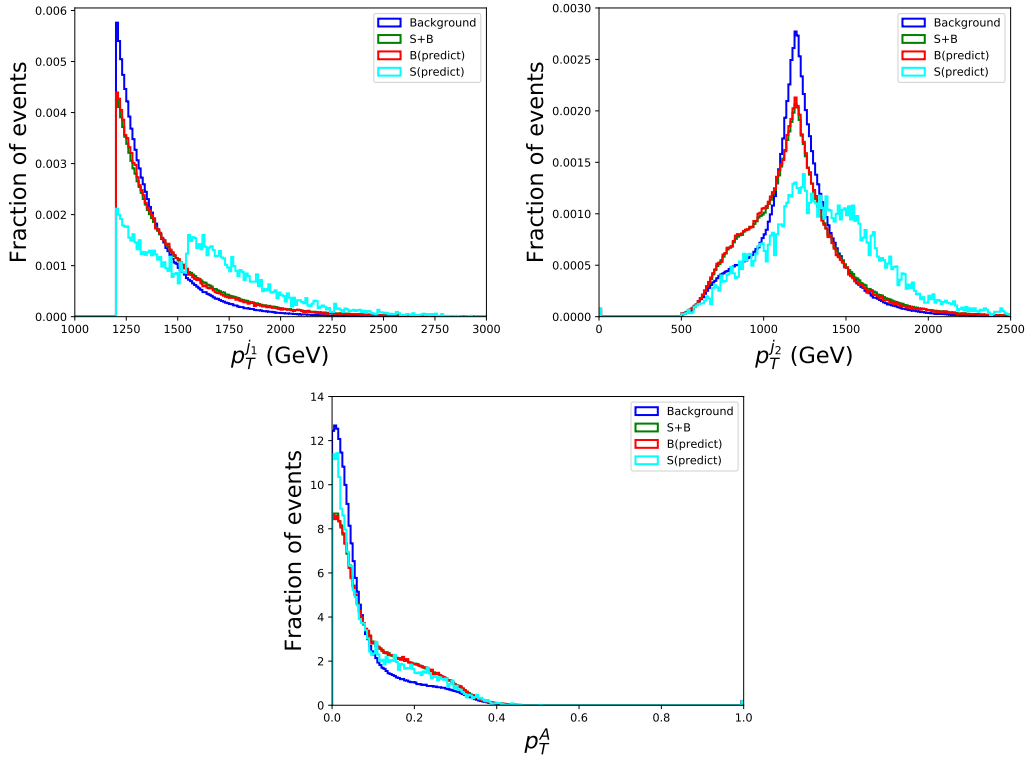 Fraction of events
0.006
0.005
0.004
0.003
0.002
0.001
0.000
1000 1250 1500 1750 2000 2250 2500 2750 3000
p_T^{j_1} (GeV)
Background
S+B
B(predict)
S(predict)
Fraction of events
0.0030
0.0025
0.0020
0.0015
0.0010
0.0005
0.0000
0 500 1000 1500 2000 2500
p_T^{j_2} (GeV)
Background
S+B
B(predict)
S(predict)
Fraction of events
14
12
10
8
6
4
2
0
0.0 0.2 0.4 0.6 0.8 1.0
p_T^A
Background
S+B
B(predict)
S(predict)